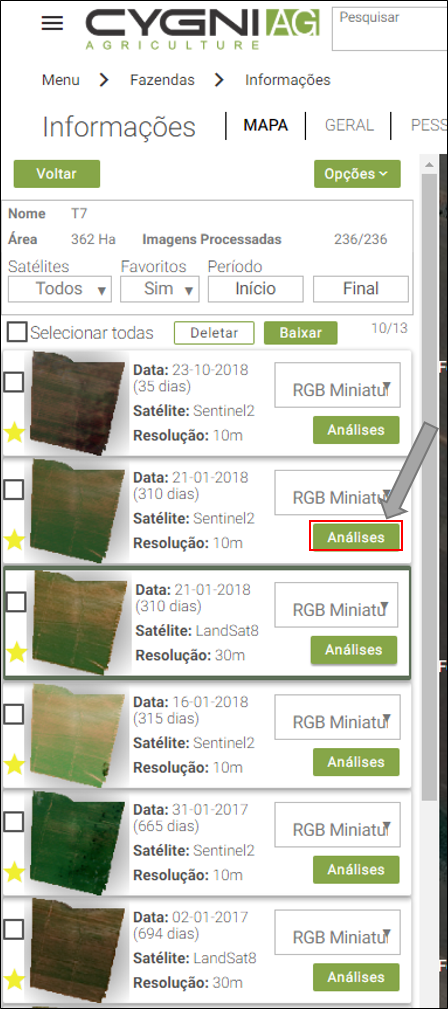 CYGNI AG
AGRICULTURE
Pesquisar
Menu > Fazendas > Informações
Informações MAPA GERAL PES
Voltar Opções
Nome T7
Área 362 Ha Imagens Processadas 236/236
Satélites Favoritos Período
Todos Sim Início Final
Selecionar todas Deletar Baixar 10/13
Data: 23-10-2018
(35 dias) RGB Miniatu
Satélite: Sentinel2
Resolução: 10m Análises
Data: 21-01-2018
(310 dias) RGB Miniatu
Satélite: Sentinel2
Resolução: 10m Análises
Data: 21-01-2018
(310 dias) RGB Miniatu
Satélite: LandSat8
Resolução: 30m Análises
Data: 16-01-2018
(315 dias) RGB Miniatu
Satélite: Sentinel2
Resolução: 10m Análises
Data: 31-01-2017
(665 dias) RGB Miniatu
Satélite: Sentinel2
Resolução: 10m Análises
Data: 02-01-2017
(694 dias) RGB Miniatu
Satélite: LandSat8
Resolução: 30m Análises